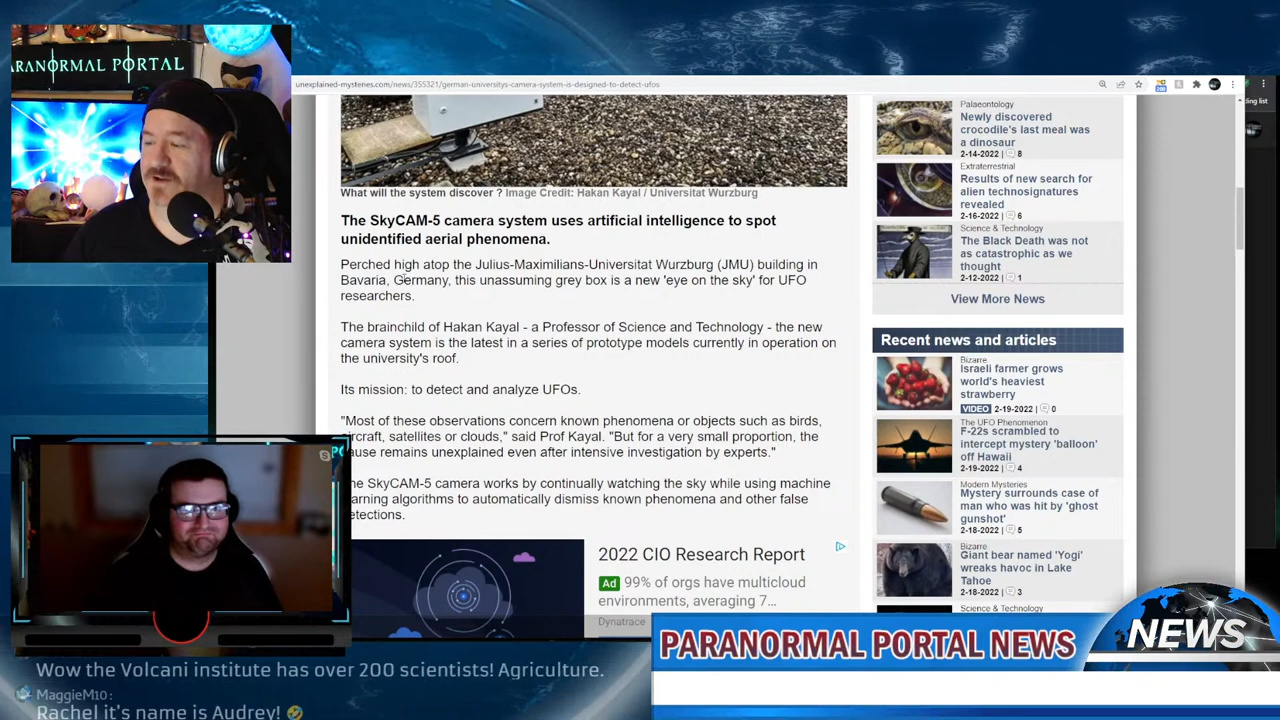 PARANORMAL PORTAL
unexplained-mysteries.com/news/355321/german-universitys-camera-system-is-designed-to-detect-ufos
What will the system discover ? Image Credit: Hakan Kayal / Universitat Wurzburg
The SkyCAM-5 camera system uses artificial intelligence to spot
unidentified aerial phenomena.
Perched high atop the Julius-Maximilians-Universitat Wurzburg (JMU) building in
Bavaria, Germany, this unassuming grey box is a new 'eye on the sky' for UFO
researchers.
The brainchild of Hakan Kayal - a Professor of Science and Technology - the new
camera system is the latest in a series of prototype models currently in operation on
the university's roof.
Its mission: to detect and analyze UFOs.
"Most of these observations concern known phenomena or objects such as birds,
ircraft, satellites or clouds," said Prof Kayal. "But for a very small proportion, the
ause remains unexplained even after intensive investigation by experts."
he SkyCAM-5 camera works by continually watching the sky while using machine
arning algorithms to automatically dismiss known phenomena and other false
etections.
2022 CIO Research Report
Ad 99% of orgs have multicloud
environments, averaging 7...
Dynatrace
Palaeontology
Newly discovered
crocodile's last meal was
a dinosaur
2-14-2022 | 8
Extraterrestrial
Results of new search for
alien technosignatures
revealed
2-16-2022 | 6
Science & Technology
The Black Death was not
as catastrophic as we
thought
2-12-2022 | 1
View More News
Recent news and articles
Bizarre
Israeli farmer grows
world's heaviest
strawberry
VIDEO 2-19-2022 | 0
The UFO Phenomenon
F-22s scrambled to
intercept mystery 'balloon'
off Hawaii
2-19-2022 | 4
Modern Mysteries
Mystery surrounds case of
man who was hit by 'ghost
gunshot'
2-18-2022 | 5
Bizarre
Giant bear named 'Yogi'
wreaks havoc in Lake
Tahoe
2-18-2022 | 3
Science & Technology
ding list
PO
PARANORMAL PORTAL NEWS
NEWS
Wow the Volcani institute has over 200 scientists! Agriculture.
MaggieM10:
Rachel it's name is Audrey! 🤣